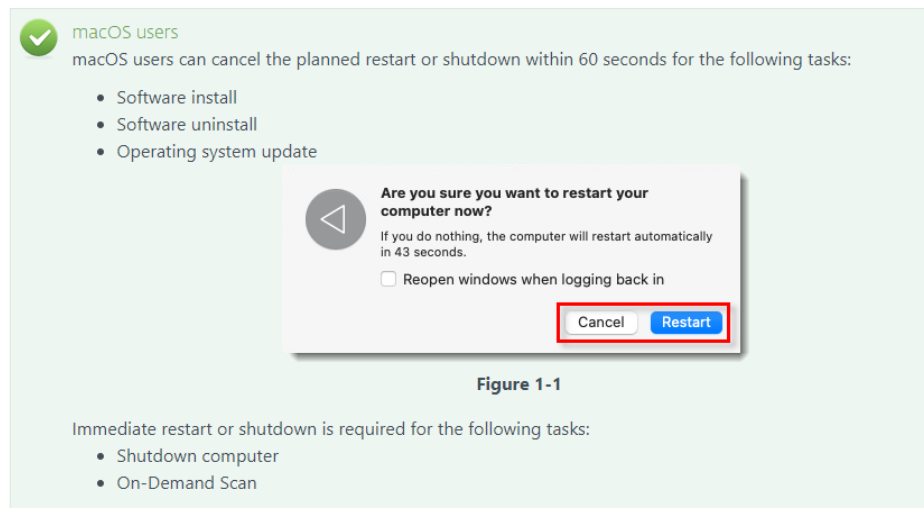 macOS users
macOS users can cancel the planned restart or shutdown within 60 seconds for the following tasks:
• Software install
• Software uninstall
• Operating system update
Are you sure you want to restart your
computer now?
If you do nothing, the computer will restart automatically
in 43 seconds.
Reopen windows when logging back in
Cancel Restart
Figure 1-1
Immediate restart or shutdown is required for the following tasks:
• Shutdown computer
• On-Demand Scan